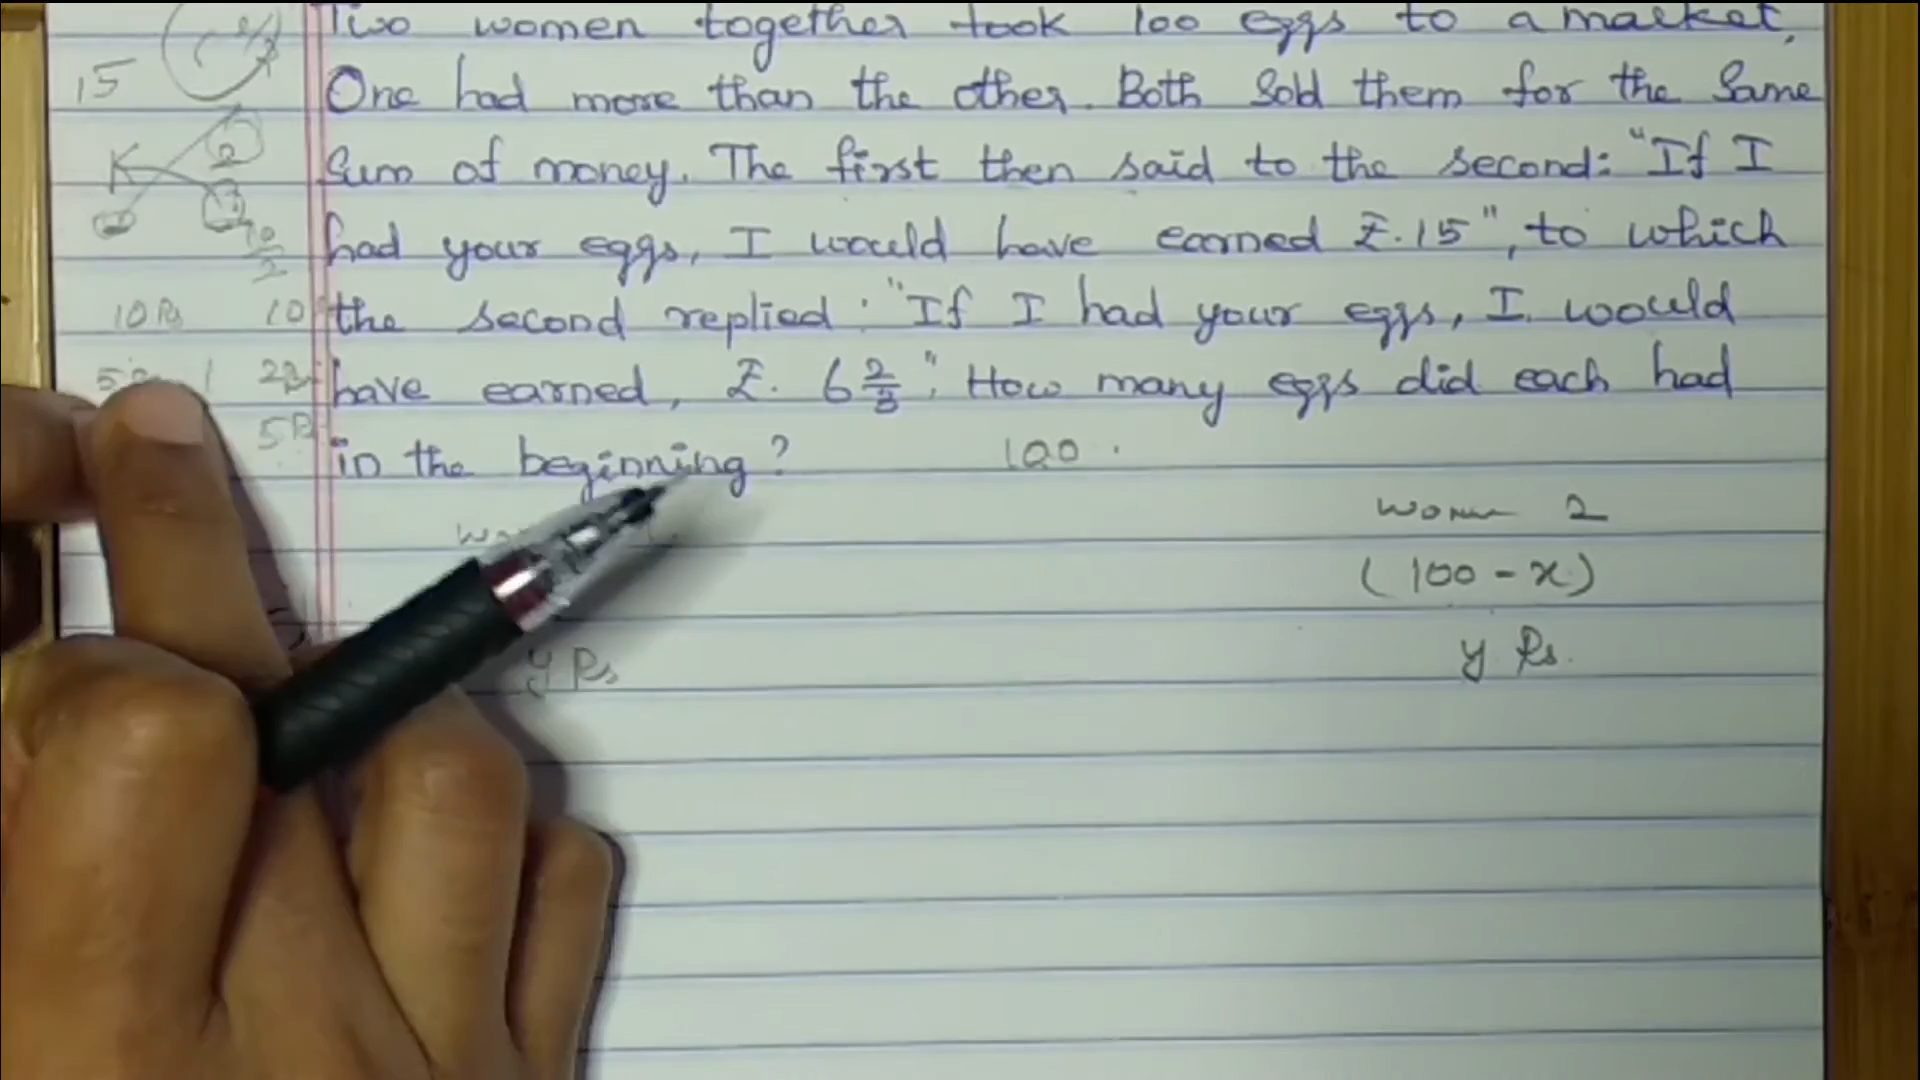 Two women together took 100 eggs to a market.
One had more than the other. Both Sold them for the Same
Sum of money. The first then said to the second: "If I
had your eggs, I would have earned ₹.15", to which
the second replied: "If I had your eggs, I would
have earned, ₹. 6 2/3": How many eggs did each had
in the beginning?
100
woman 2
(100 - x)
y Rs
y Rs.
15
K
2
10 Rs
10
5 Rs